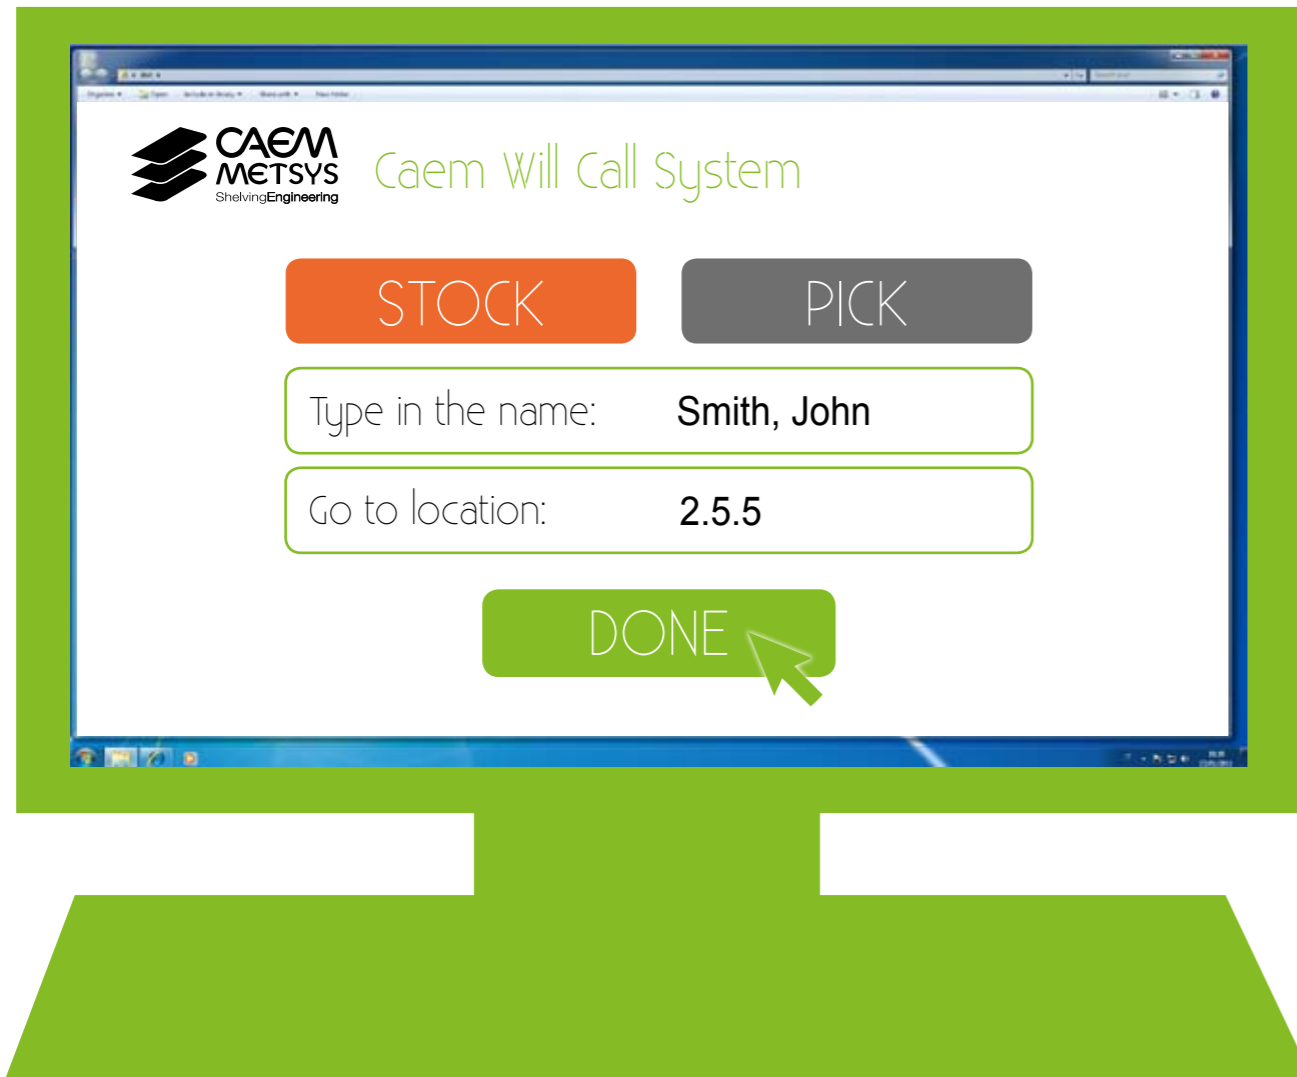 CAEM
METSYS
ShelvingEngineering
Caem Will Call System
STOCK
PICK
Type in the name: Smith, John
Go to location: 2.5.5
DONE